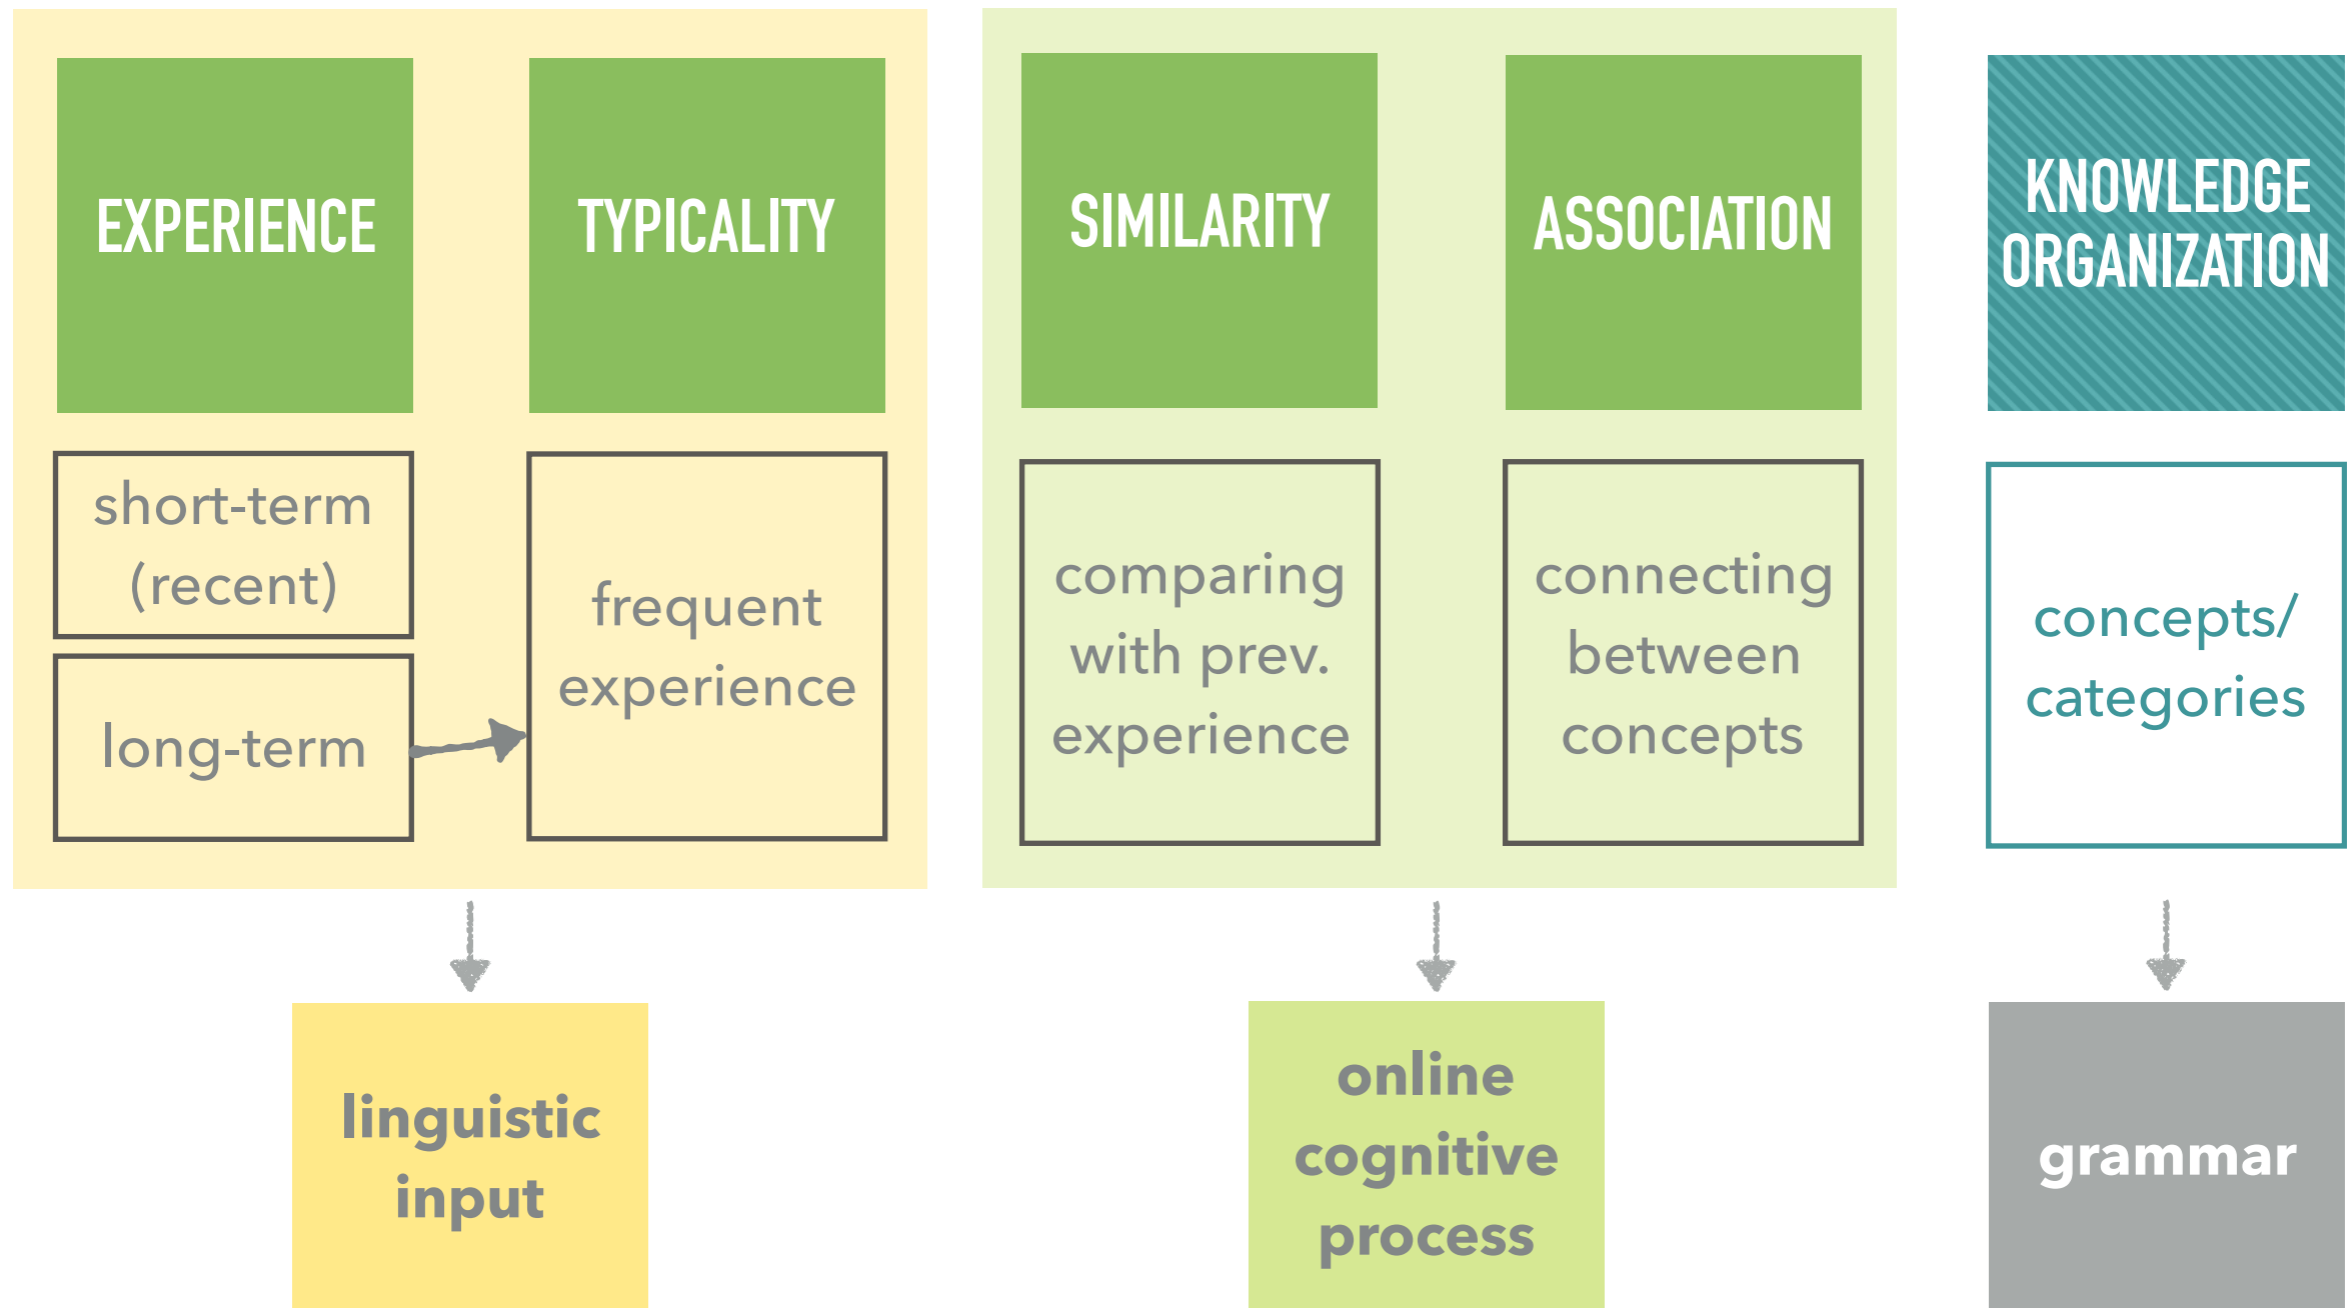 EXPERIENCE
short-term
(recent)
long-term
TYPICALITY
frequent
experience
SIMILARITY
comparing
with prev.
experience
ASSOCIATION
connecting
between
concepts
KNOWLEDGE
ORGANIZATION
concepts/
categories
linguistic
input
online
cognitive
process
grammar